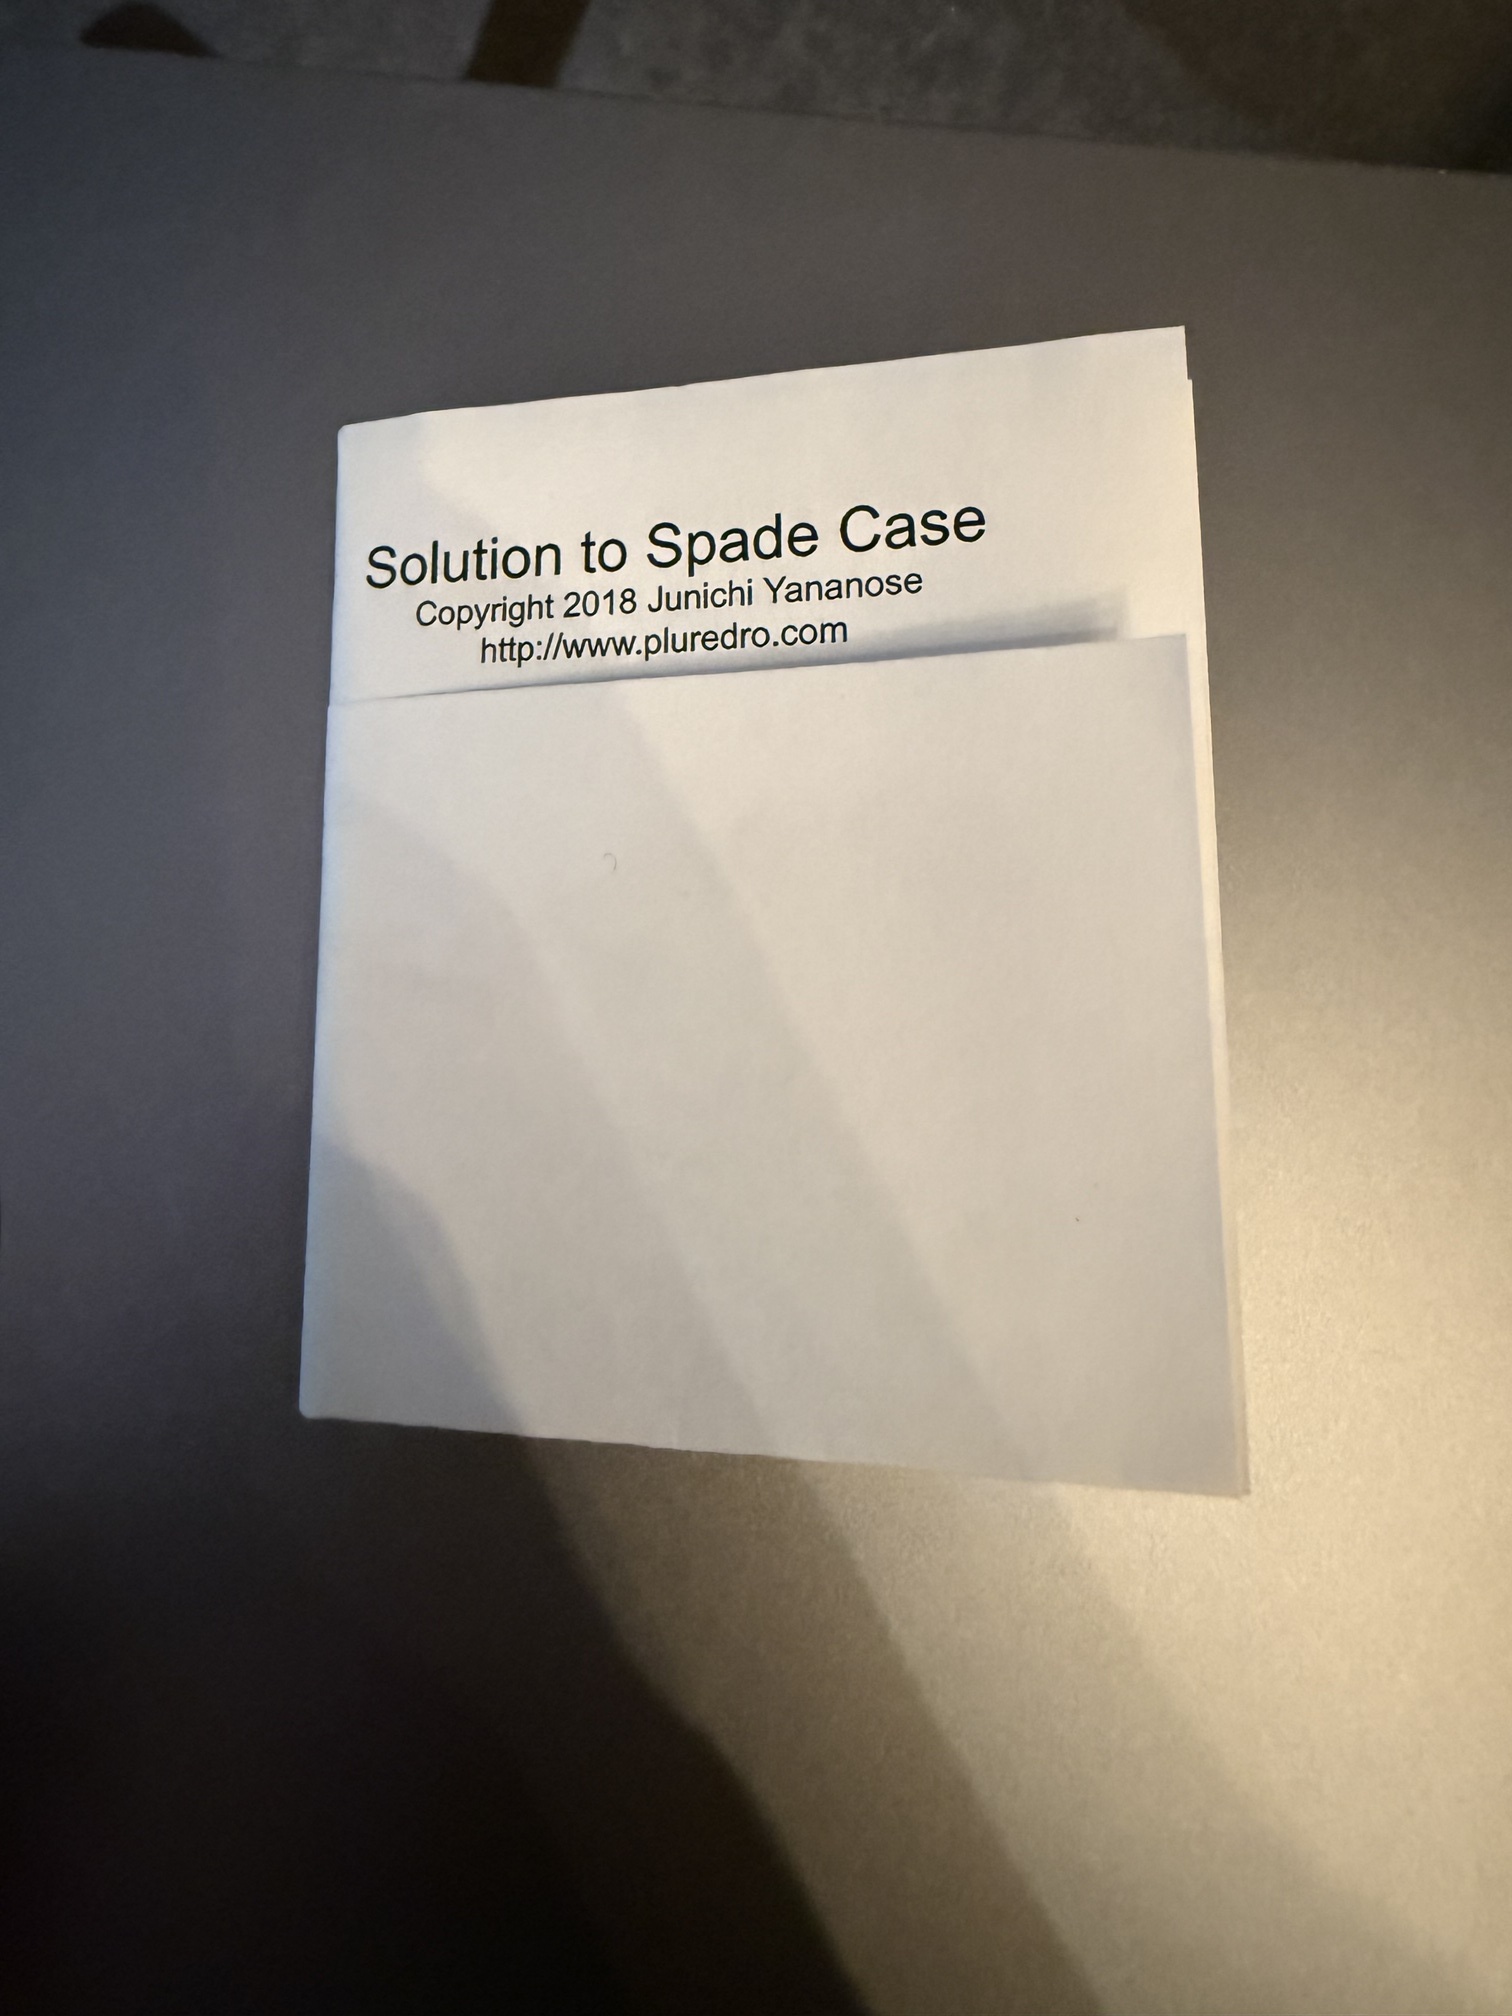 Solution to Spade Case
Copyright 2018 Junichi Yananose
http://www.pluredro.com